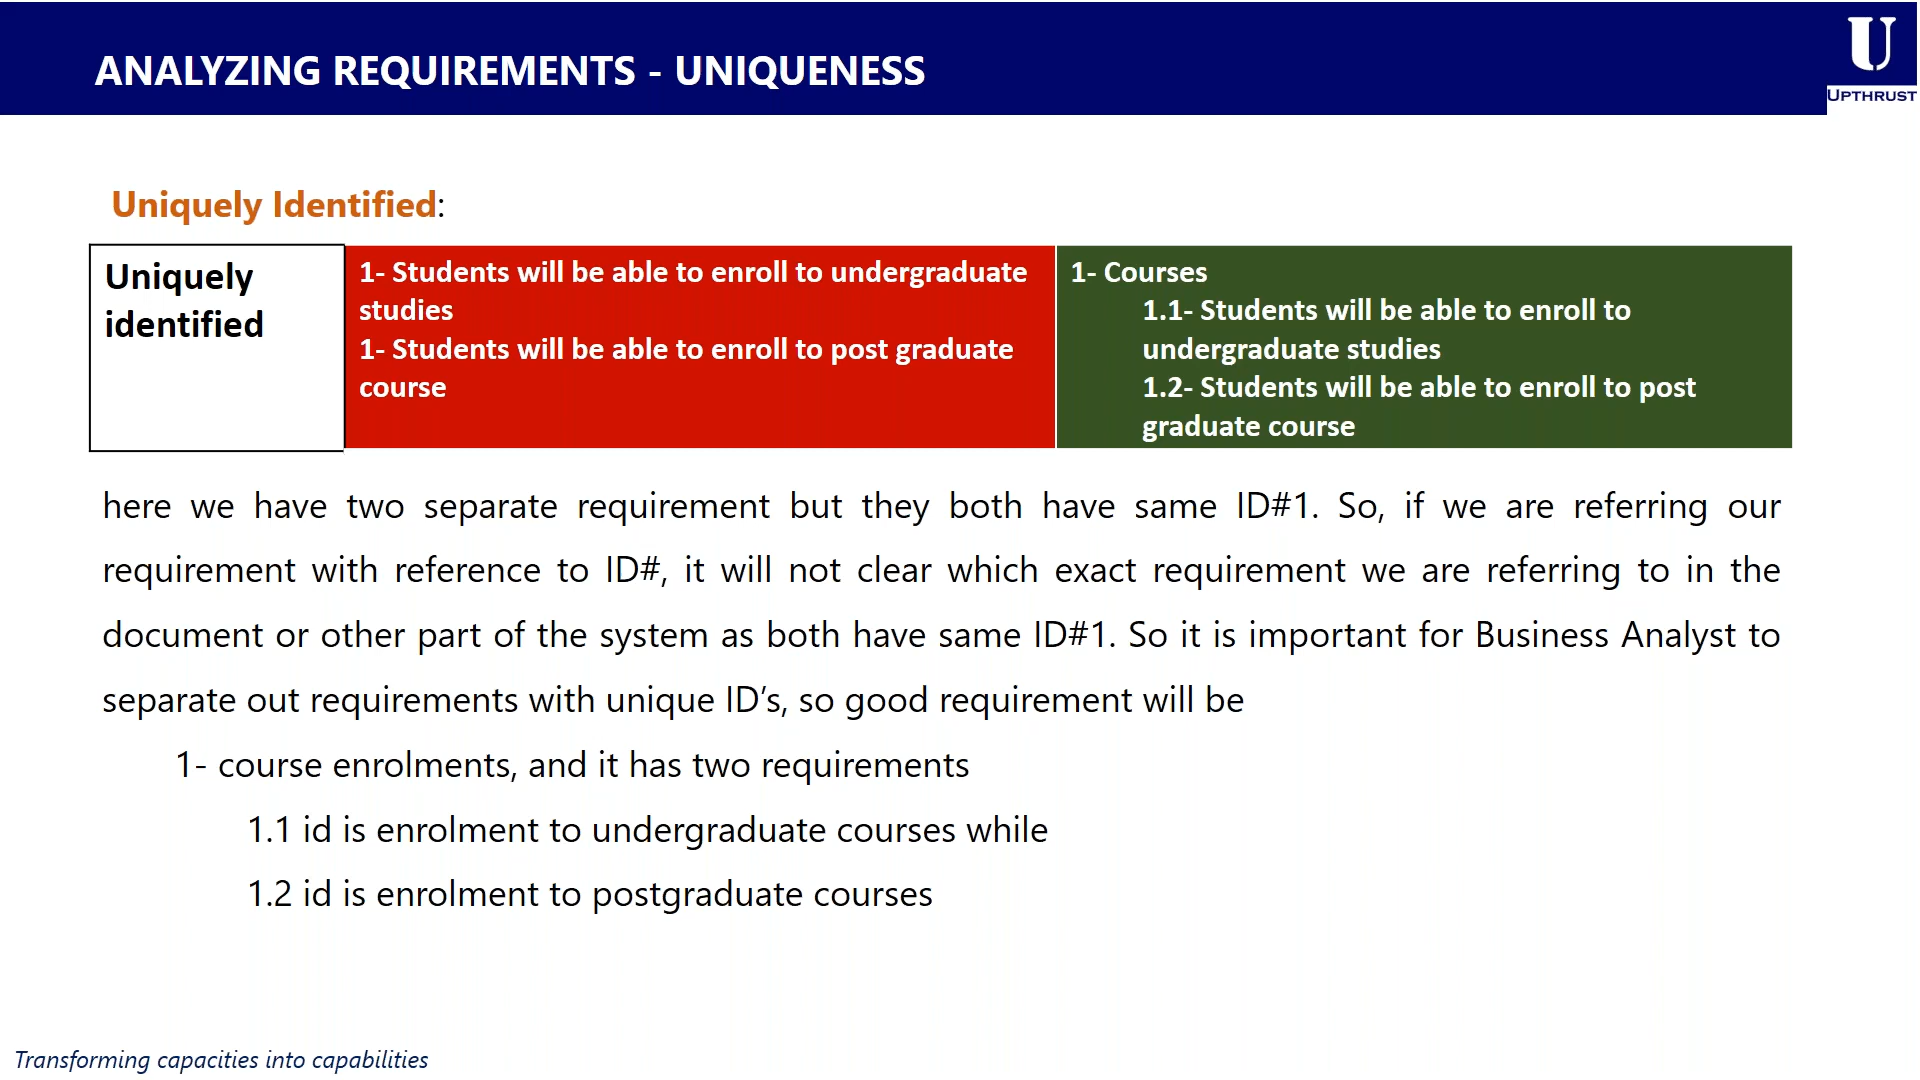 ANALYZING REQUIREMENTS - UNIQUENESS
U
UPTHRUST
Uniquely Identified:
Uniquely
identified
1- Students will be able to enroll to undergraduate
studies
1- Students will be able to enroll to post graduate
course
1- Courses
1.1- Students will be able to enroll to
undergraduate studies
1.2- Students will be able to enroll to post
graduate course
here we have two separate requirement but they both have same ID#1. So, if we are referring our
requirement with reference to ID#, it will not clear which exact requirement we are referring to in the
document or other part of the system as both have same ID#1. So it is important for Business Analyst to
separate out requirements with unique ID’s, so good requirement will be
1- course enrolments, and it has two requirements
1.1 id is enrolment to undergraduate courses while
1.2 id is enrolment to postgraduate courses
Transforming capacities into capabilities